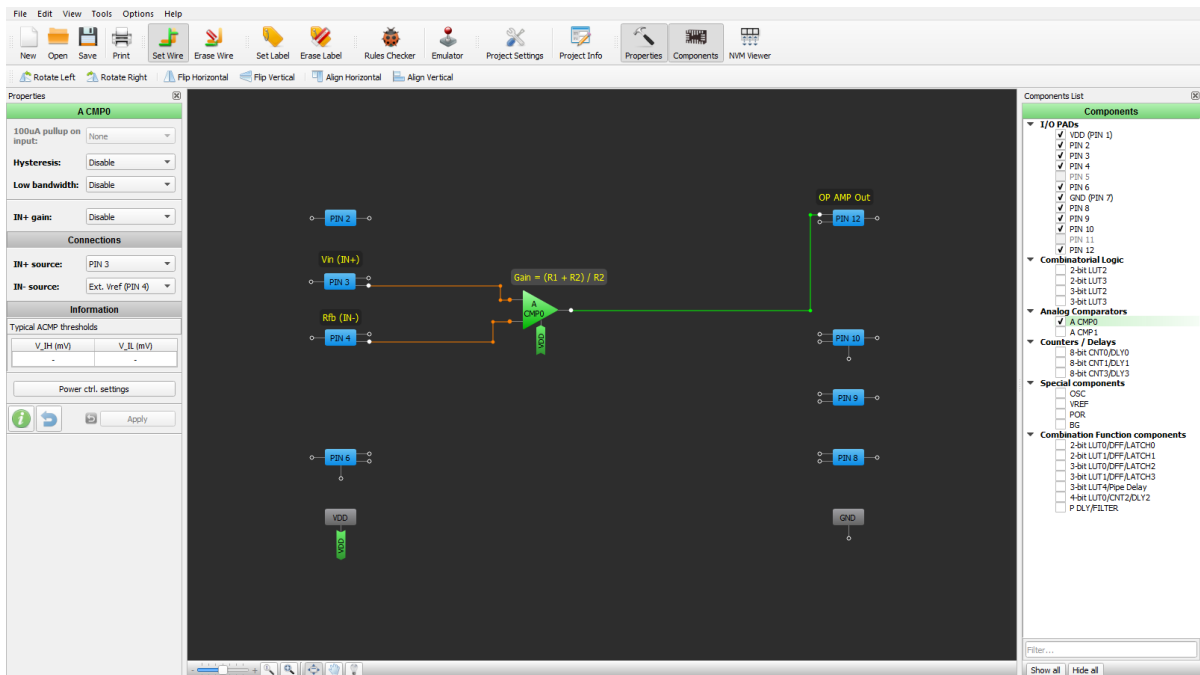 File Edit View Tools Options Help
New Open Save Print Set Wire Erase Wire Set Label Erase Label Rules Checker Emulator Project Settings Project Info Properties Components NVM Viewer
Rotate Left Rotate Right Flip Horizontal Flip Vertical Align Horizontal Align Vertical
Properties
A CMP0
100uA pullup on input: None
Hysteresis: Disable
Low bandwidth: Disable
IN+ gain: Disable
Connections
IN+ source: PIN 3
IN- source: Ext. Vref (PIN 4)
Information
Typical ACMP thresholds
V_IH (mV) V_IL (mV)
- -
Power ctrl. settings
Apply
OP AMP Out
PIN 2
PIN 12
Vin (IN+)
Gain = (R1 + R2) / R2
PIN 3
A
CMP0
Rfb (IN-)
VDD
PIN 4
PIN 10
PIN 9
PIN 6
PIN 8
VDD
GND
VDD
Components List
Components
I/O PADs
VDD (PIN 1)
PIN 2
PIN 3
PIN 4
PIN 5
PIN 6
GND (PIN 7)
PIN 8
PIN 9
PIN 10
PIN 11
PIN 12
Combinatorial Logic
2-bit LUT2
2-bit LUT3
3-bit LUT2
3-bit LUT3
Analog Comparators
A CMP0
A CMP1
Counters / Delays
8-bit CNT0/DLY0
8-bit CNT1/DLY1
8-bit CNT3/DLY3
Special components
OSC
VREF
POR
BG
Combination Function components
2-bit LUT0/DFF/LATCH0
2-bit LUT1/DFF/LATCH1
3-bit LUT0/DFF/LATCH2
3-bit LUT1/DFF/LATCH3
3-bit LUT4/Pipe Delay
4-bit LUT0/CNT2/DLY2
P DLY/FILTER
Filter...
Show all Hide all